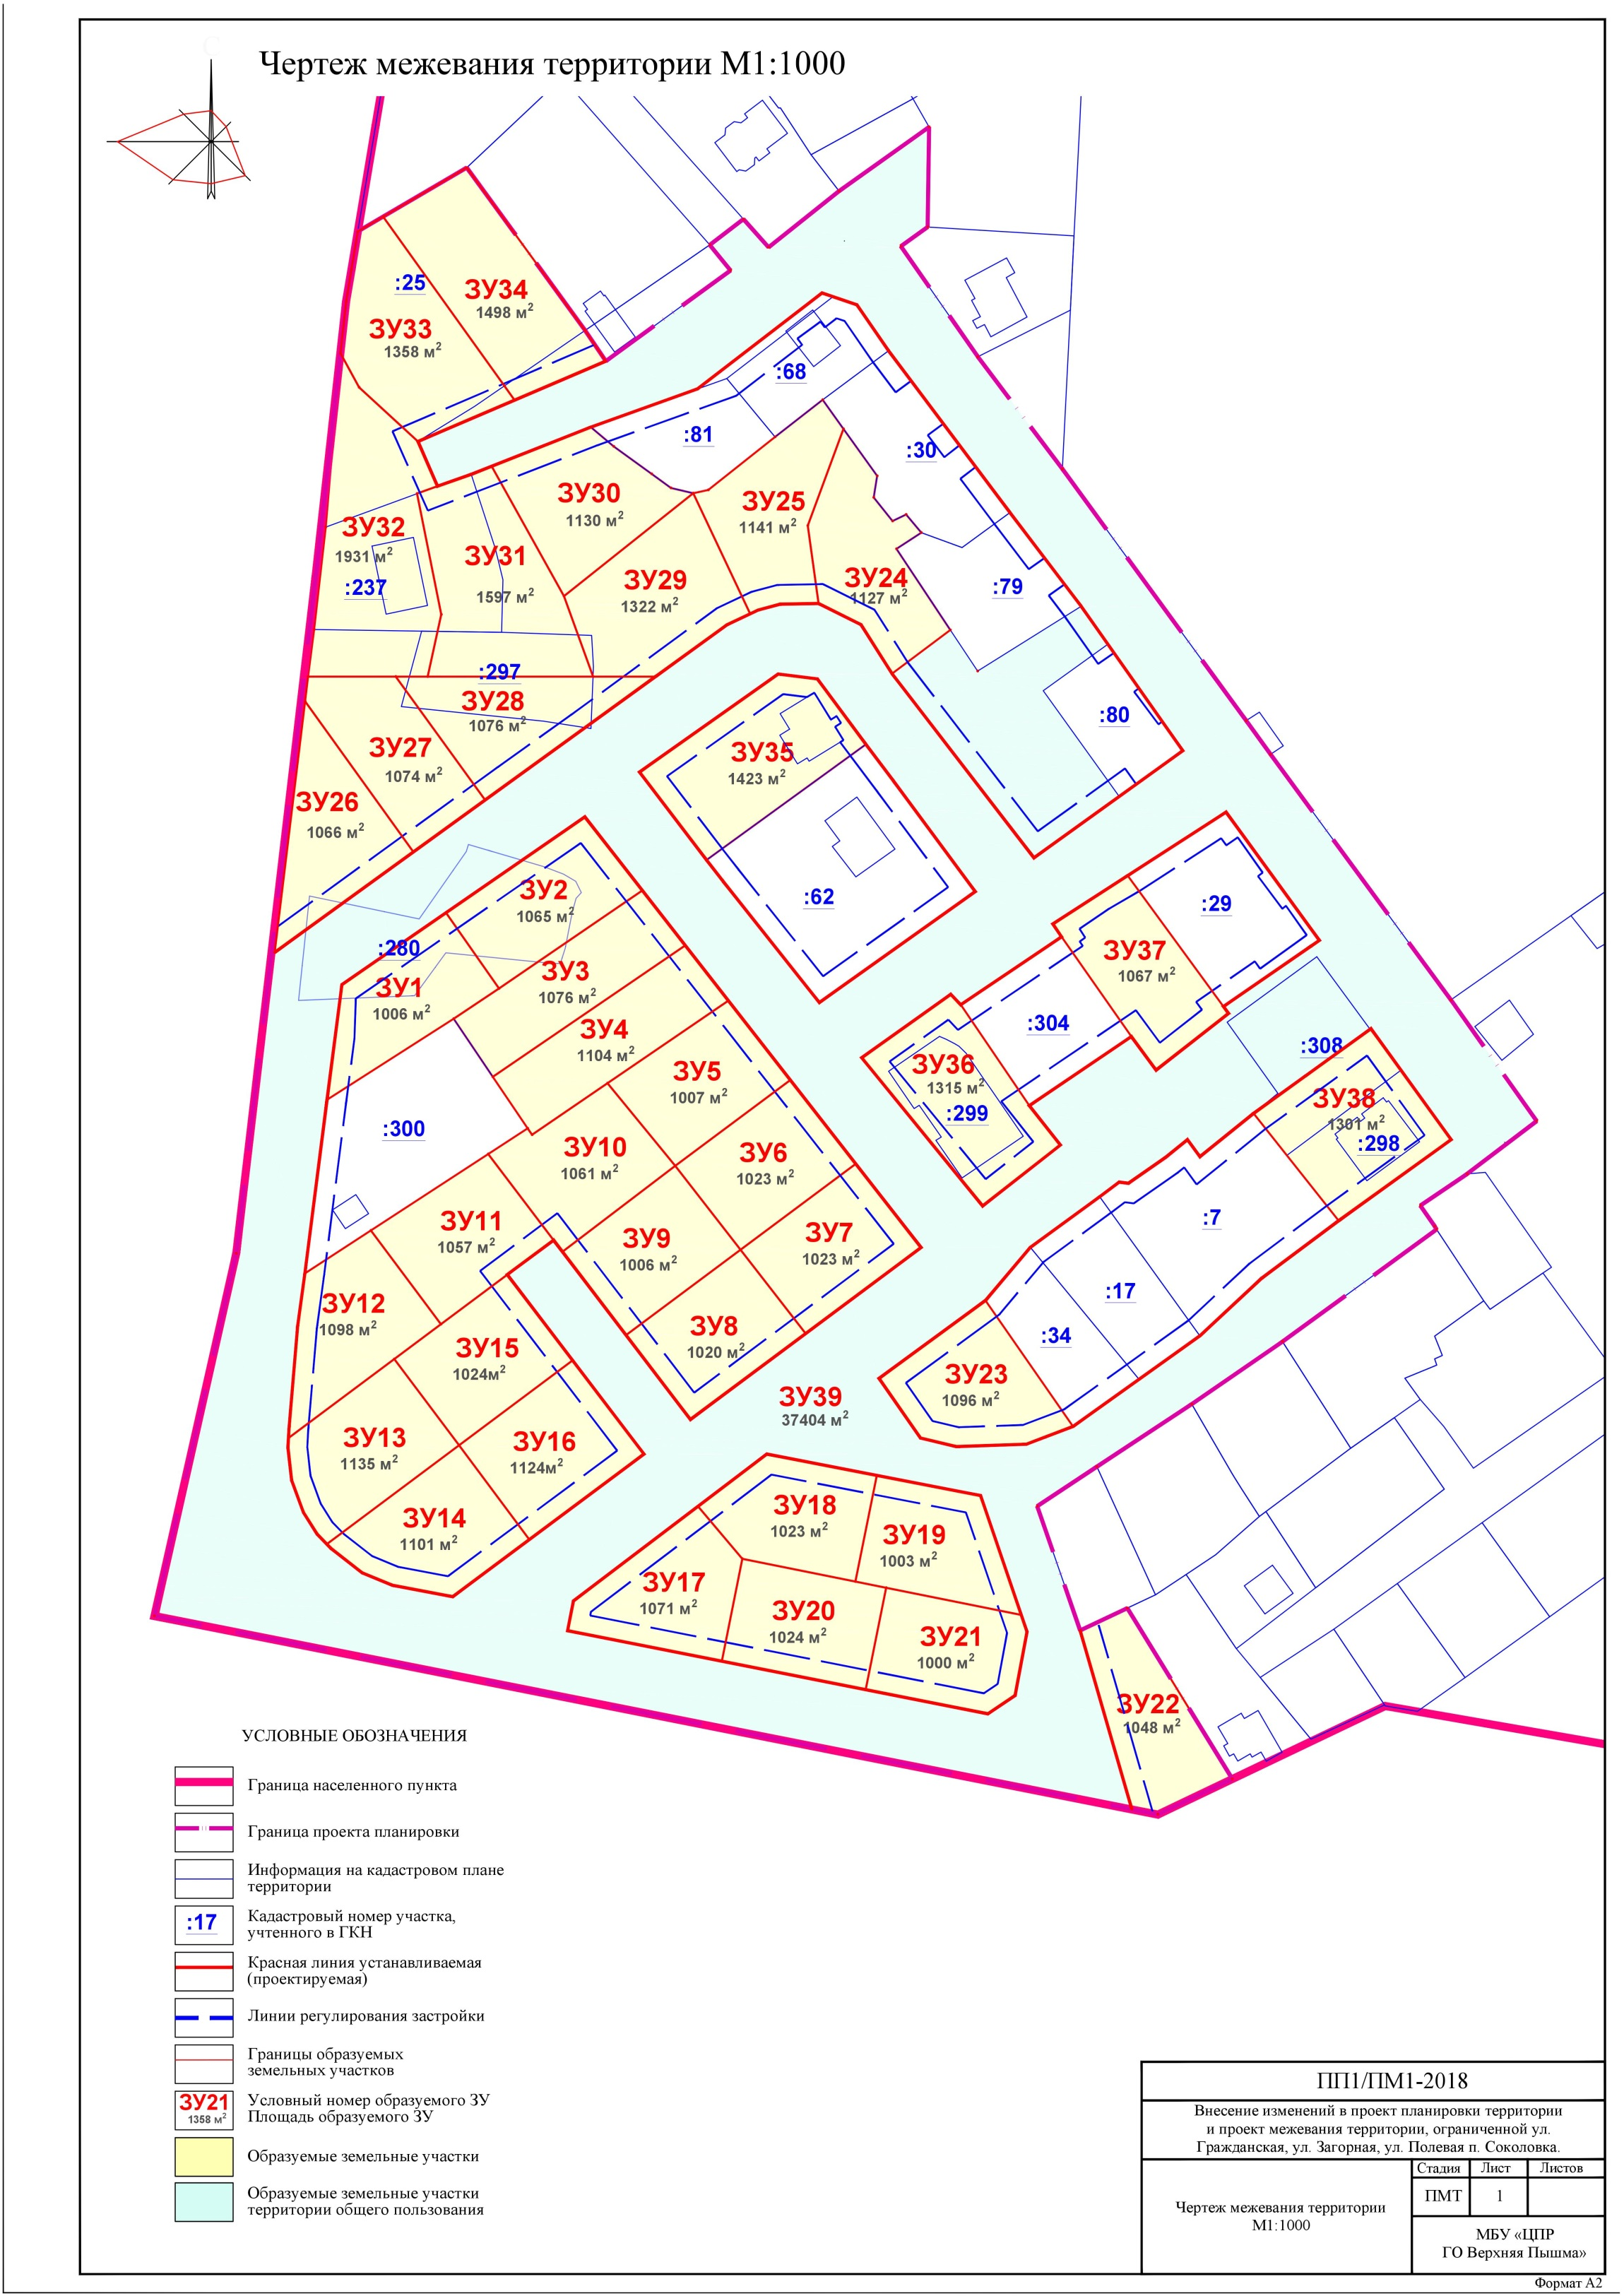 Чертеж межевания территории М1:1000
:25
ЗУ34
1498 м²
ЗУ33
1358 м²
:68
:81
:30
ЗУ30
1130 м²
ЗУ25
1141 м²
ЗУ32
1931 м²
:237
ЗУ31
1597 м²
ЗУ29
1322 м²
ЗУ24
1127 м²
:79
:297
ЗУ28
1076 м²
:80
ЗУ27
1074 м²
ЗУ35
1423 м²
ЗУ26
1066 м²
:62
:29
ЗУ2
1065 м²
:280
ЗУ37
1067 м²
ЗУ1
1006 м²
ЗУ3
1076 м²
ЗУ4
1104 м²
:304
:308
ЗУ5
1007 м²
ЗУ36
1315 м²
:299
ЗУ38
1301 м²
:298
:300
ЗУ10
1061 м²
ЗУ6
1023 м²
ЗУ11
1057 м²
ЗУ9
1006 м²
ЗУ7
1023 м²
:7
ЗУ12
1098 м²
:17
ЗУ8
1020 м²
:34
ЗУ15
1024м²
ЗУ23
1096 м²
ЗУ39
37404 м²
ЗУ13
1135 м²
ЗУ16
1124м²
ЗУ14
1101 м²
ЗУ18
1023 м²
ЗУ19
1003 м²
ЗУ17
1071 м²
ЗУ20
1024 м²
ЗУ21
1000 м²
ЗУ22
1048 м²
УСЛОВНЫЕ ОБОЗНАЧЕНИЯ
Граница населенного пункта
Граница проекта планировки
Информация на кадастровом плане
территории
:17
Кадастровый номер участка,
учтенного в ГКН
Красная линия устанавливаемая
(проектируемая)
Линии регулирования застройки
Границы образуемых
земельных участков
ЗУ21
1358 м²
Условный номер образуемого ЗУ
Площадь образуемого ЗУ
Образуемые земельные участки
Образуемые земельные участки
территории общего пользования
ПП1/ПМ1-2018
Внесение изменений в проект планировки территории
и проект межевания территории, ограниченной ул.
Гражданская, ул. Загорная, ул. Полевая п. Соколовка.
Стадия Лист Листов
ПМТ 1
Чертеж межевания территории
М1:1000
МБУ «ЦПР
ГО Верхняя Пышма»
Формат А2